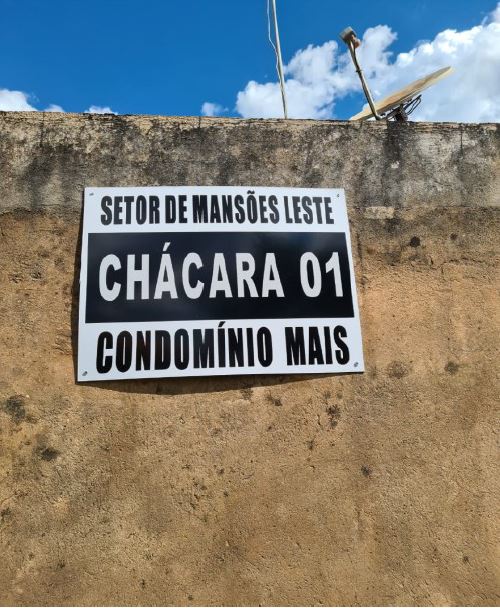 SETOR DE MANSÕES LESTE
CHÁCARA 01
CONDOMÍNIO MAIS